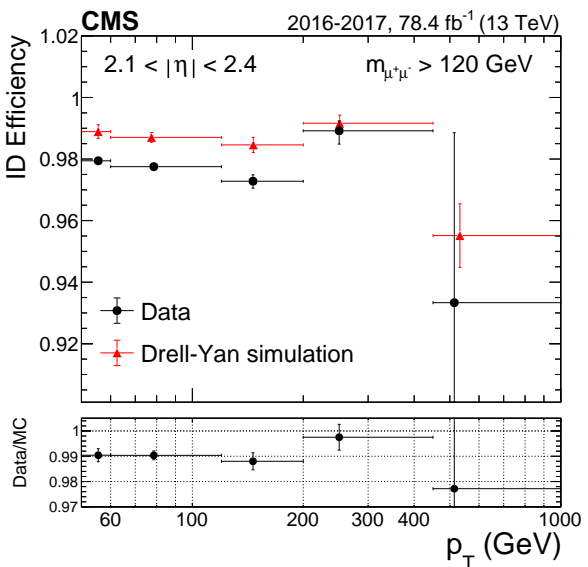 CMS 2016-2017, 78.4 fb⁻¹ (13 TeV)
1.02
2.1 < |η| < 2.4 m_μ⁺μ⁻ > 120 GeV
1
0.98
0.96
0.94
0.92
ID Efficiency
Data
Drell-Yan simulation
1
0.99
0.98
0.97
Data/MC
60 100 200 300 400 1000
p_T (GeV)